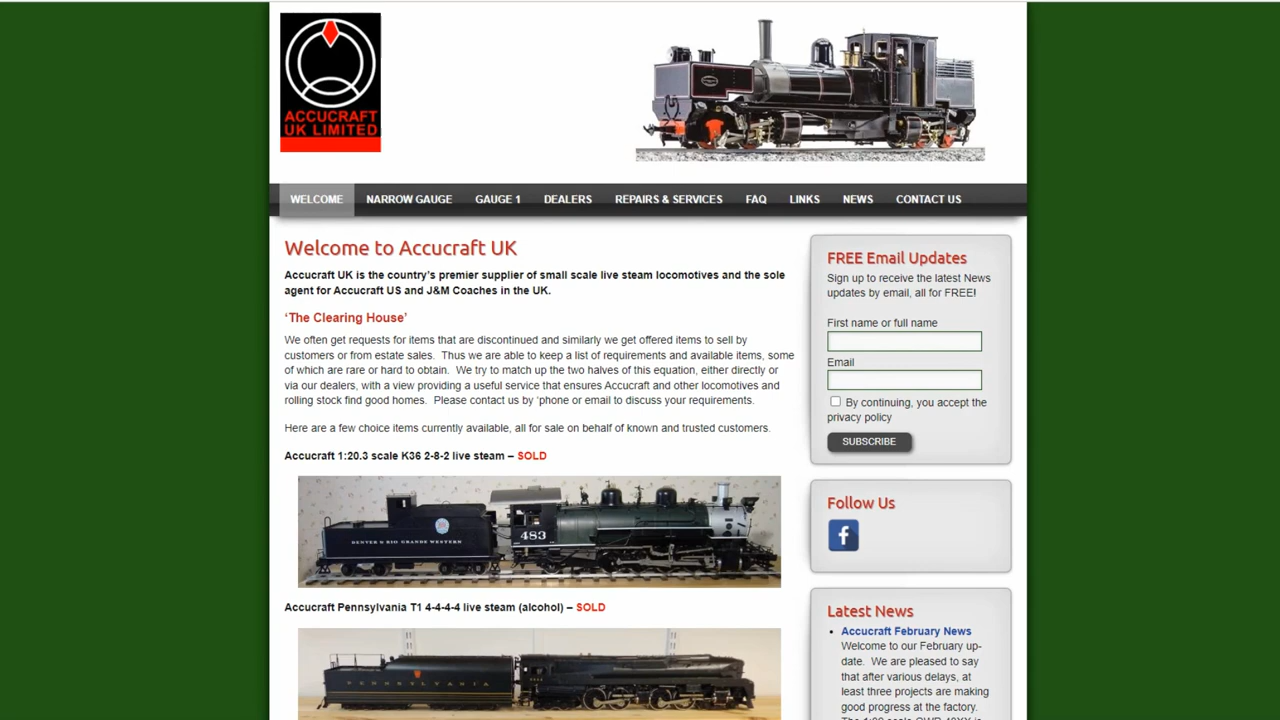 ACCUCRAFT
UK LIMITED
WELCOME NARROW GAUGE GAUGE 1 DEALERS REPAIRS & SERVICES FAQ LINKS NEWS CONTACT US
Welcome to Accucraft UK
Accucraft UK is the country’s premier supplier of small scale live steam locomotives and the sole
agent for Accucraft US and J&M Coaches in the UK.
‘The Clearing House’
We often get requests for items that are discontinued and similarly we get offered items to sell by
customers or from estate sales.  Thus we are able to keep a list of requirements and available items, some
of which are rare or hard to obtain.  We try to match up the two halves of this equation, either directly or
via our dealers, with a view providing a useful service that ensures Accucraft and other locomotives and
rolling stock find good homes.  Please contact us by ‘phone or email to discuss your requirements.
Here are a few choice items currently available, all for sale on behalf of known and trusted customers.
Accucraft 1:20.3 scale K36 2-8-2 live steam – SOLD
DENVER & RIO GRANDE WESTERN
483
Accucraft Pennsylvania T1 4-4-4-4 live steam (alcohol) – SOLD
PENNSYLVANIA
FREE Email Updates
Sign up to receive the latest News
updates by email, all for FREE!
First name or full name
Email
By continuing, you accept the
privacy policy
SUBSCRIBE
Follow Us
f
Latest News
• Accucraft February News
Welcome to our February up-
date.  We are pleased to say
that after various delays, at
least three projects are making
good progress at the factory.